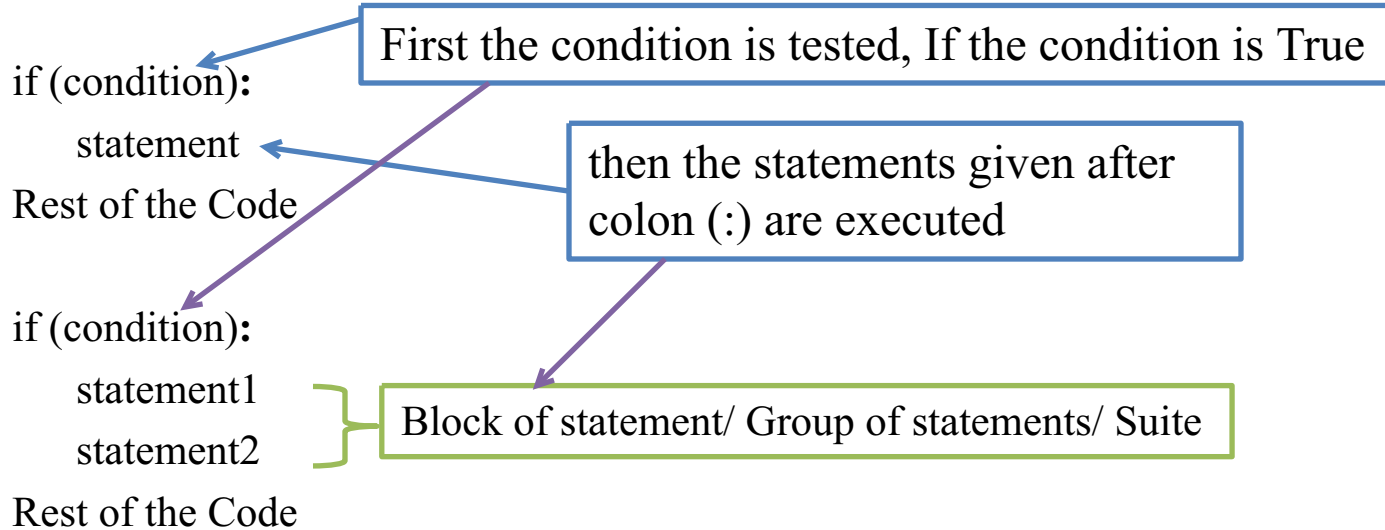 First the condition is tested, If the condition is True
if (condition):
statement
then the statements given after
colon (:) are executed
Rest of the Code
if (condition):
statement1
statement2
Block of statement/ Group of statements/ Suite
Rest of the Code